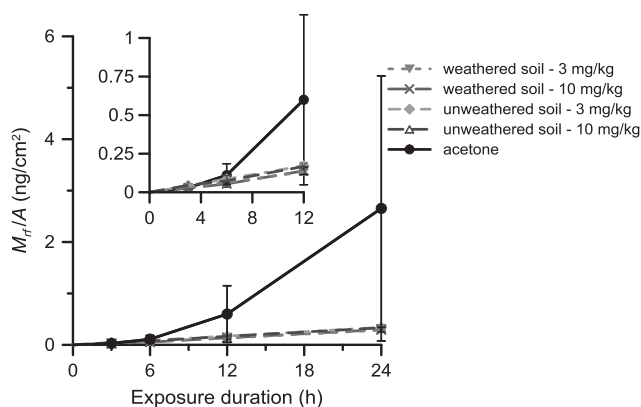 6
4
2
0
M_rf/A (ng/cm²)
1
0.75
0.5
0.25
0
0 4 8 12
weathered soil - 3 mg/kg
weathered soil - 10 mg/kg
unweathered soil - 3 mg/kg
unweathered soil - 10 mg/kg
acetone
0 6 12 18 24
Exposure duration (h)